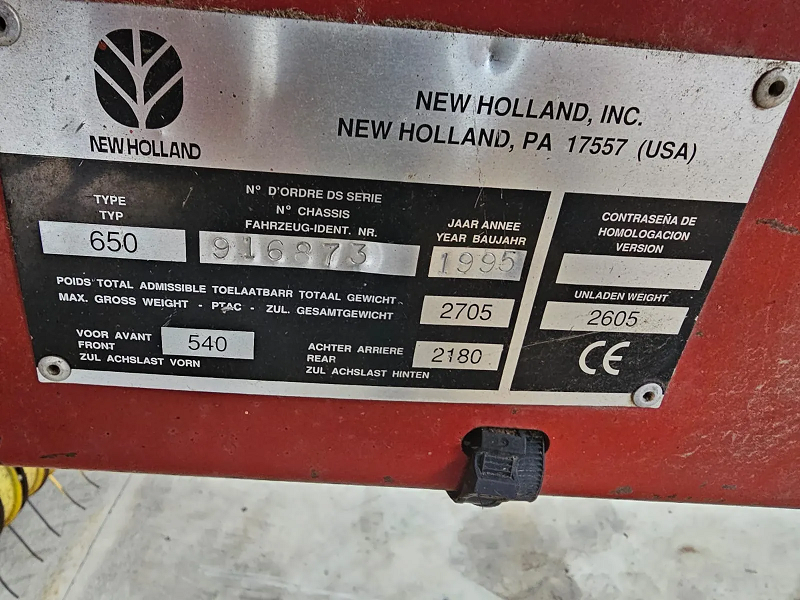 NEW HOLLAND
NEW HOLLAND, INC.
NEW HOLLAND, PA 17557 (USA)
TYPE
TYP
650
Nº D'ORDRE DS SERIE
Nº CHASSIS
FAHRZEUG-IDENT. NR.
916873
JAAR ANNEE
YEAR BAUJAHR
1995
POIDS TOTAL ADMISSIBLE TOELAATBARR TOTAAL GEWICHT
MAX. GROSS WEIGHT - PTAC - ZUL. GESAMTGEWICHT
2705
VOOR AVANT
FRONT
ZUL ACHSLAST VORN
540
ACHTER ARRIERE
REAR
ZUL ACHSLAST HINTEN
2180
CONTRASEÑA DE
HOMOLOGACION
VERSION
UNLADEN WEIGHT
2605
CE